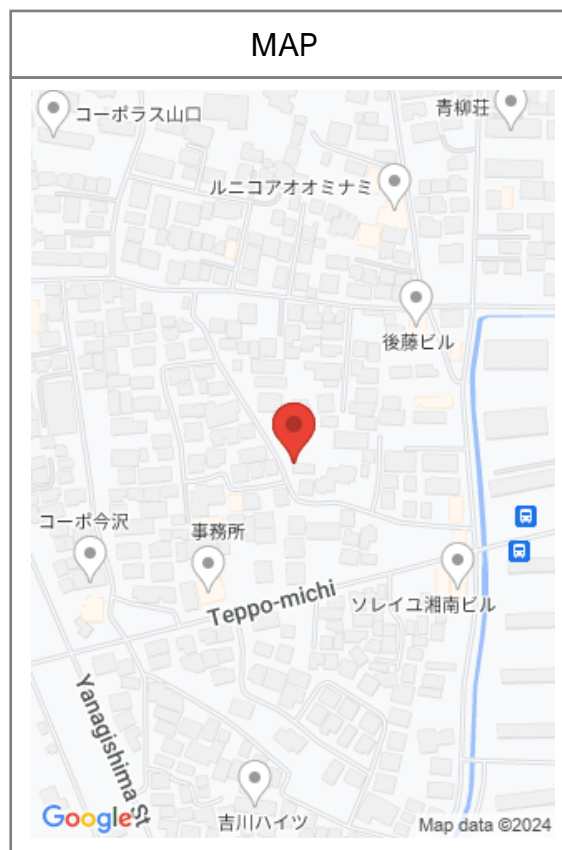 MAP
コーポラス山口
青柳荘
ルニコアオオミナミ
後藤ビル
コーポ今沢
事務所
Teppo-michi
ソレイユ湘南ビル
Yanagishima St
吉川ハイツ
Google
Map data ©2024